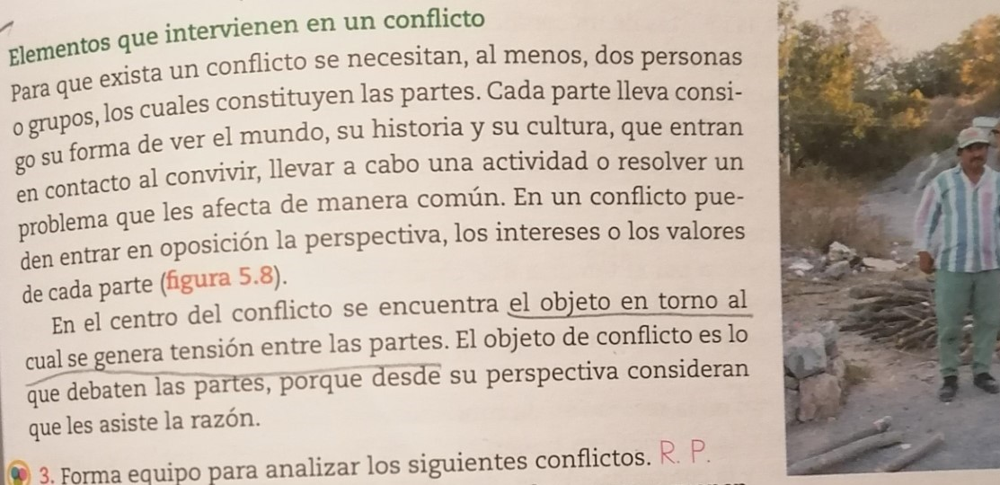 Elementos que intervienen en un conflicto
Para que exista un conflicto se necesitan, al menos, dos personas
o grupos, los cuales constituyen las partes. Cada parte lleva consi-
go su forma de ver el mundo, su historia y su cultura, que entran
en contacto al convivir, llevar a cabo una actividad o resolver un
problema que les afecta de manera común. En un conflicto pue-
den entrar en oposición la perspectiva, los intereses o los valores
de cada parte (figura 5.8).
En el centro del conflicto se encuentra el objeto en torno al
cual se genera tensión entre las partes. El objeto de conflicto es lo
que debaten las partes, porque desde su perspectiva consideran
que les asiste la razón.
3. Forma equipo para analizar los siguientes conflictos. R. P.